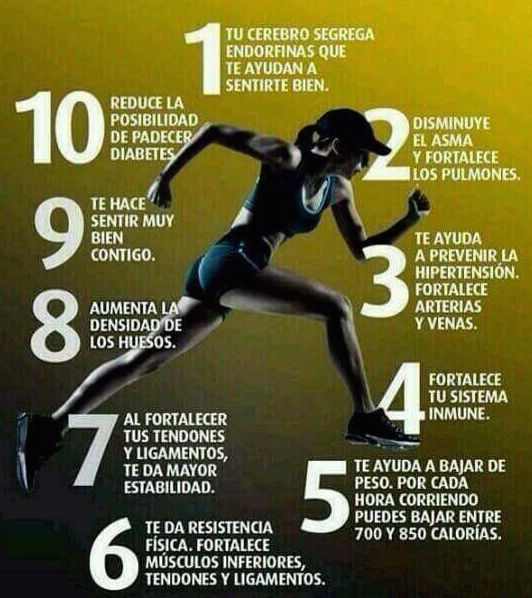 1
TU CEREBRO SEGREGA
ENDORFINAS QUE
TE AYUDAN A
SENTIRTE BIEN.
2
DISMINUYE
EL ASMA
Y FORTALECE
LOS PULMONES.
3
TE AYUDA
A PREVENIR LA
HIPERTENSIÓN.
FORTALECE
ARTERIAS
Y VENAS.
4
FORTALECE
TU SISTEMA
INMUNE.
5
TE AYUDA A BAJAR DE
PESO. POR CADA
HORA CORRIENDO
PUEDES BAJAR ENTRE
700 Y 850 CALORÍAS.
6
TE DA RESISTENCIA
FÍSICA. FORTALECE
MÚSCULOS INFERIORES,
TENDONES Y LIGAMENTOS.
7
AL FORTALECER
TUS TENDONES
Y LIGAMENTOS,
TE DA MAYOR
ESTABILIDAD.
8
AUMENTA LA
DENSIDAD DE
LOS HUESOS.
9
TE HACE
SENTIR MUY
BIEN
CONTIGO.
10
REDUCE LA
POSIBILIDAD
DE PADECER
DIABETES